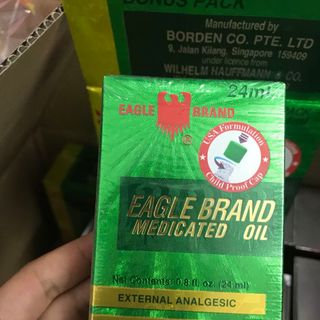 BONUS PACK
Manufactured by
BORDEN CO. PTE. LTD
9, Jalan Kilang, Singapore 159409
under licence from
WILHELM HAUFFMANN & CO.
24ml
EAGLE BRAND
USA Formulation
Child Proof Cap
EAGLE BRAND
MEDICATED OIL
Net Contents: 0.8 fl. oz. (24 ml)
EXTERNAL ANALGESIC